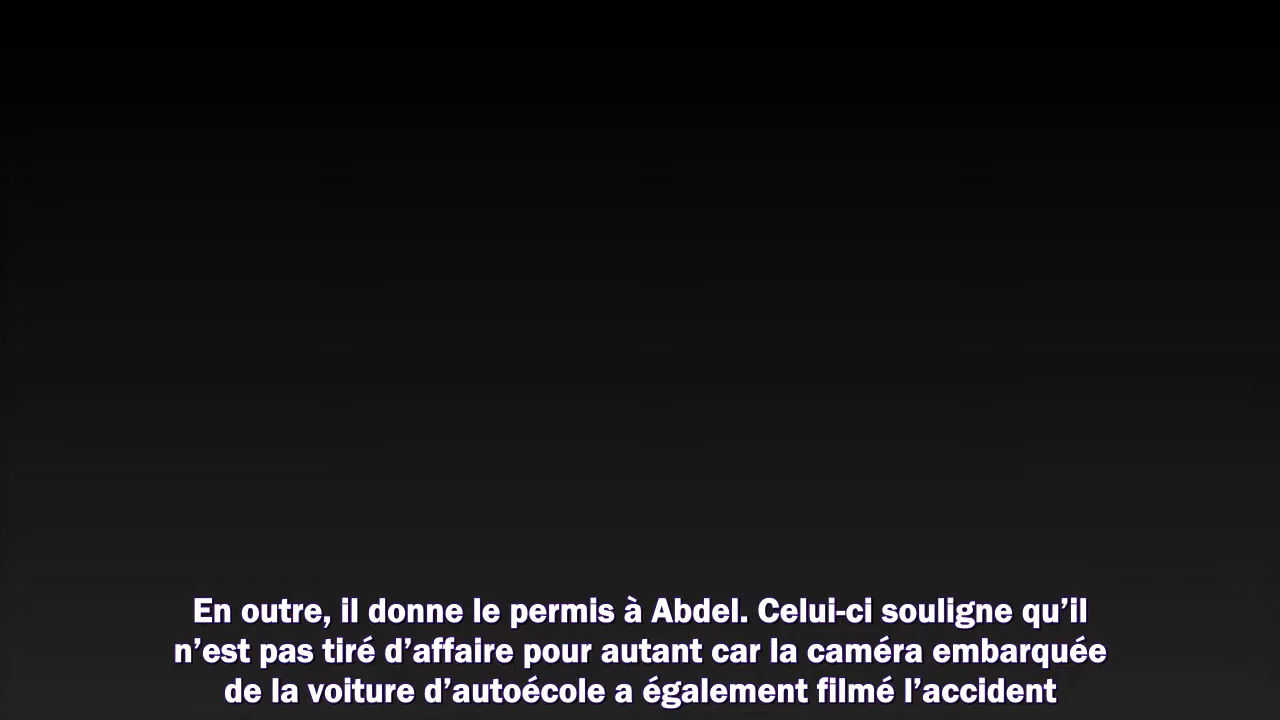 En outre, il donne le permis à Abdel. Celui-ci souligne qu’il
n’est pas tiré d’affaire pour autant car la caméra embarquée
de la voiture d’autoécole a également filmé l’accident